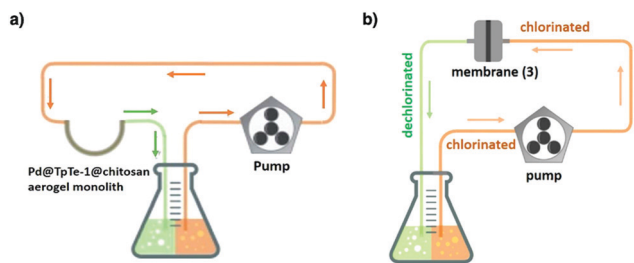 a)
Pd@TpTe-1@chitosan
aerogel monolith
Pump
b)
chlorinated
membrane (3)
dechlorinated
chlorinated
pump